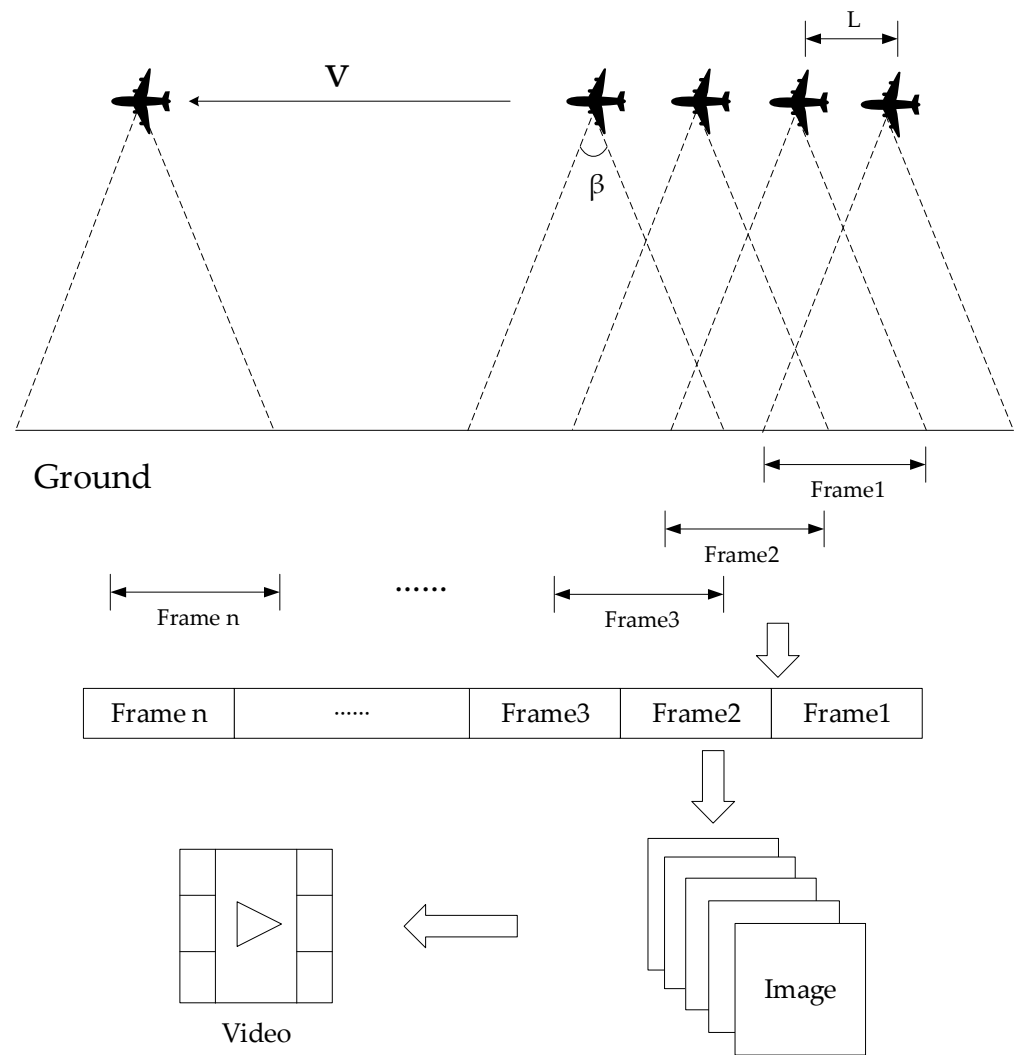 L
V
β
Ground
Frame1
Frame2
Frame n
......
Frame3
Frame n
......
Frame3
Frame2
Frame1
Image
Video